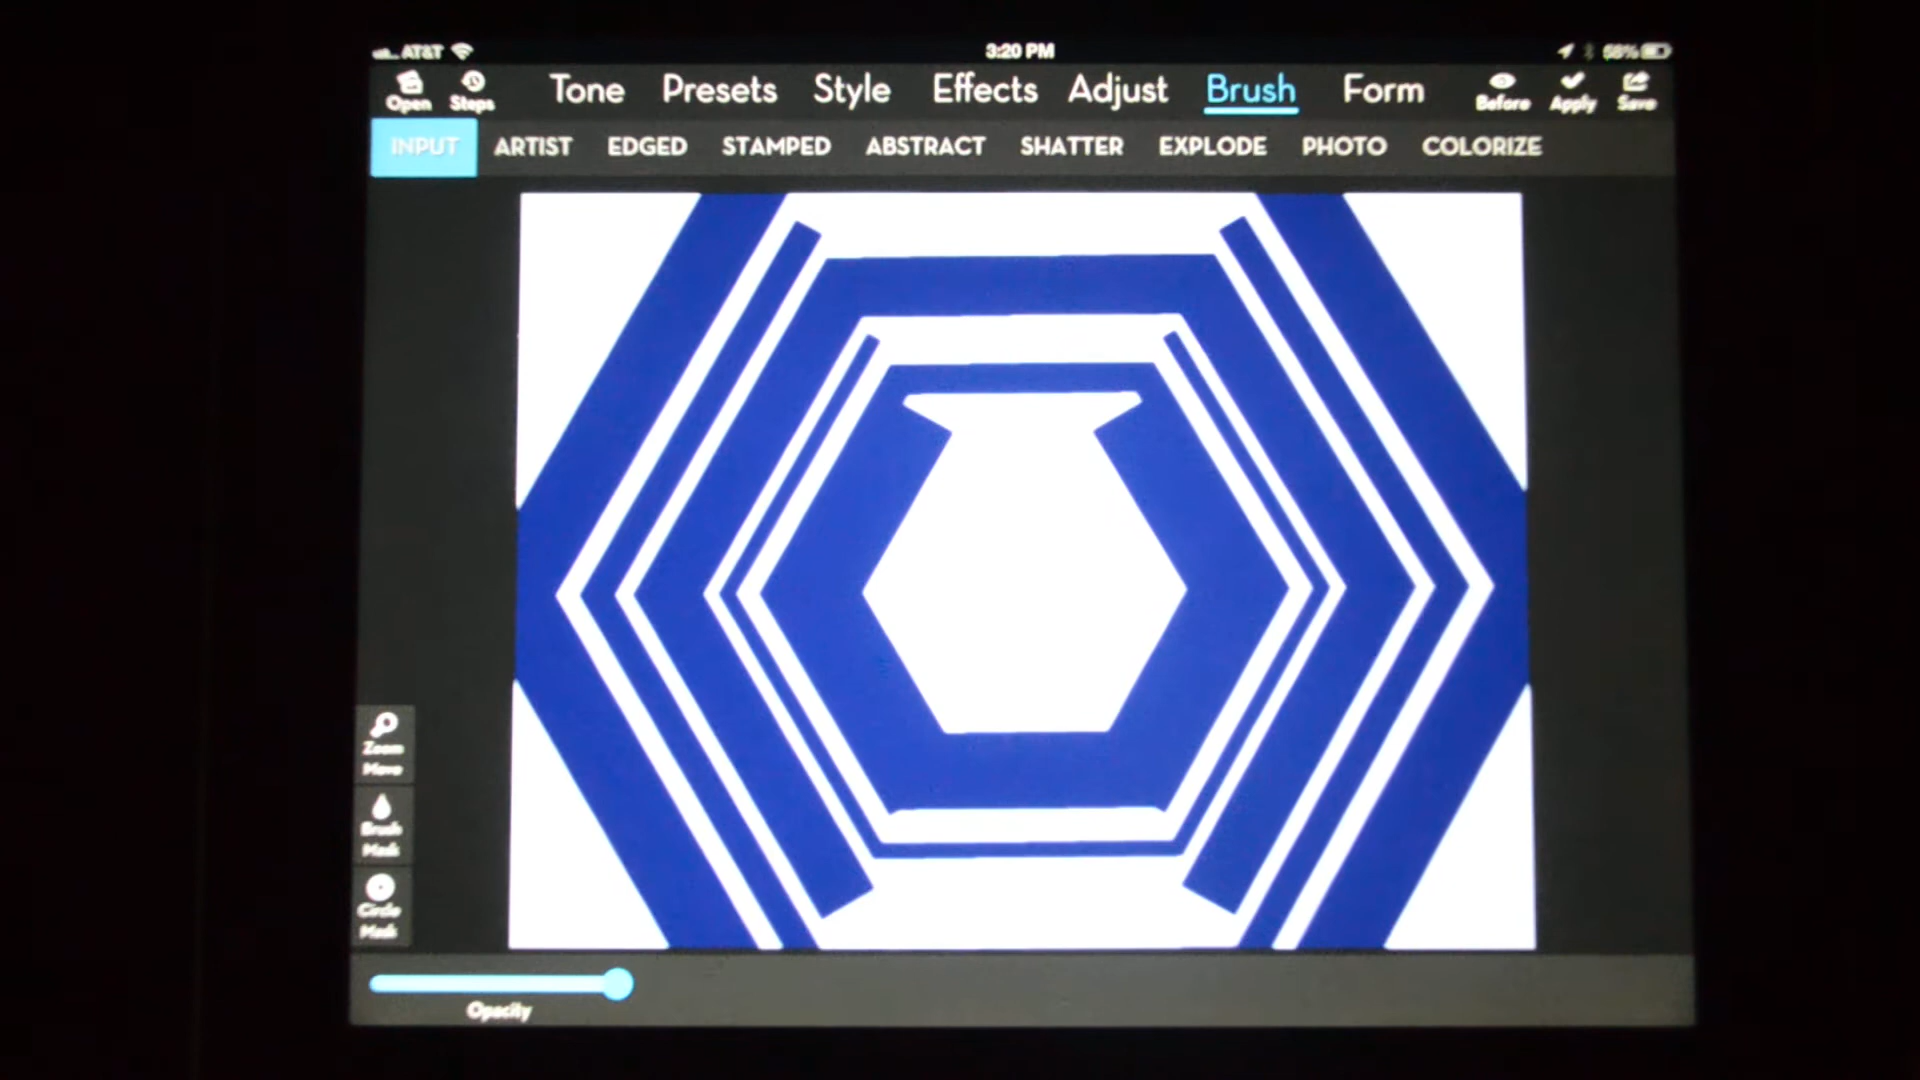 AT&T 3:20 PM 58%
Open Steps Tone Presets Style Effects Adjust Brush Form Before Apply Save
INPUT ARTIST EDGED STAMPED ABSTRACT SHATTER EXPLODE PHOTO COLORIZE
Zoom
Move
Brush
Mask
Circle
Mask
Opacity